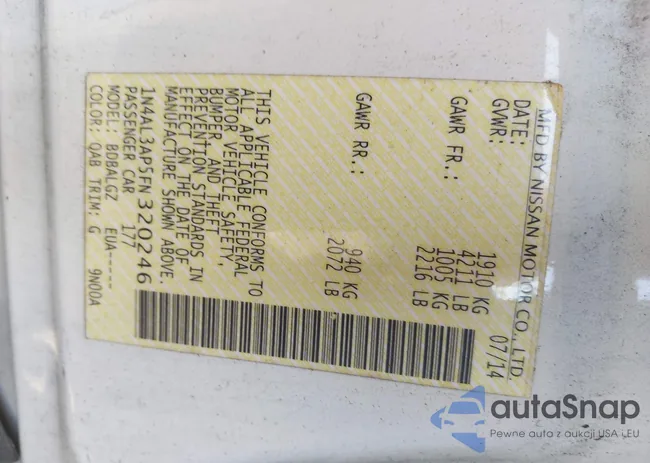 MFD BY NISSAN MOTOR CO., LTD.
DATE: 07/14
GVWR: 1910 KG
4211 LB
GAWR FR.: 1005 KG
2216 LB
GAWR RR.: 940 KG
2072 LB
THIS VEHICLE CONFORMS TO
ALL APPLICABLE FEDERAL
MOTOR VEHICLE SAFETY,
BUMPER, AND THEFT
PREVENTION STANDARDS IN
EFFECT ON THE DATE OF
MANUFACTURE SHOWN ABOVE.
1N4AL3AP5FN320246
PASSENGER CAR 177
MODEL: BDBALGZ EUA-----
COLOR: QAB TRIM: G 9N00A
autaSnap
Pewne auta z aukcji USA i EU